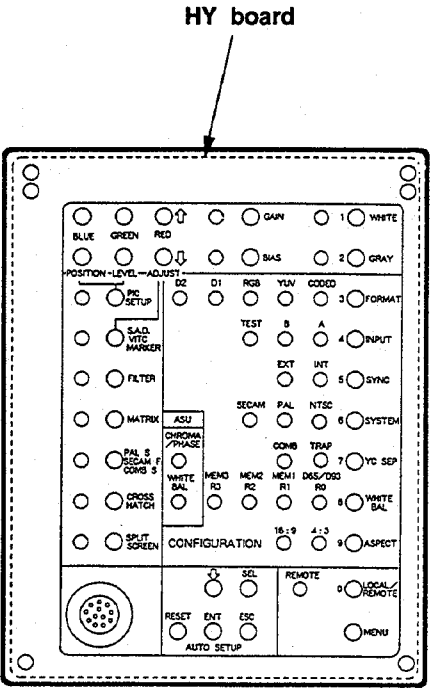 HY board
GAIN 1 WHITE
BLUE GREEN RED
BIAS 2 GRAY
POSITION LEVEL ADJUST
D2 D1 RGB YUV CODED
PIC
SETUP
3 FORMAT
TEST B A
S.A.D.
VITC
MARKER
4 INPUT
EXT INT
FILTER
5 SYNC
SECAM PAL NTSC
MATRIX
ASU
6 SYSTEM
CHROMA
/PHASE
COMB TRAP
PAL S
SECAM F
COMB S
7 YC SEP
WHITE
BAL
MEM3 MEM2 MEM1 D65/D93
R3 R2 R1 R0
CROSS
HATCH
8 WHITE
BAL
16:9 4:3
SPLIT
SCREEN
CONFIGURATION
9 ASPECT
SEL REMOTE
0 LOCAL/
REMOTE
RESET ENT ESC
MENU
AUTO SETUP